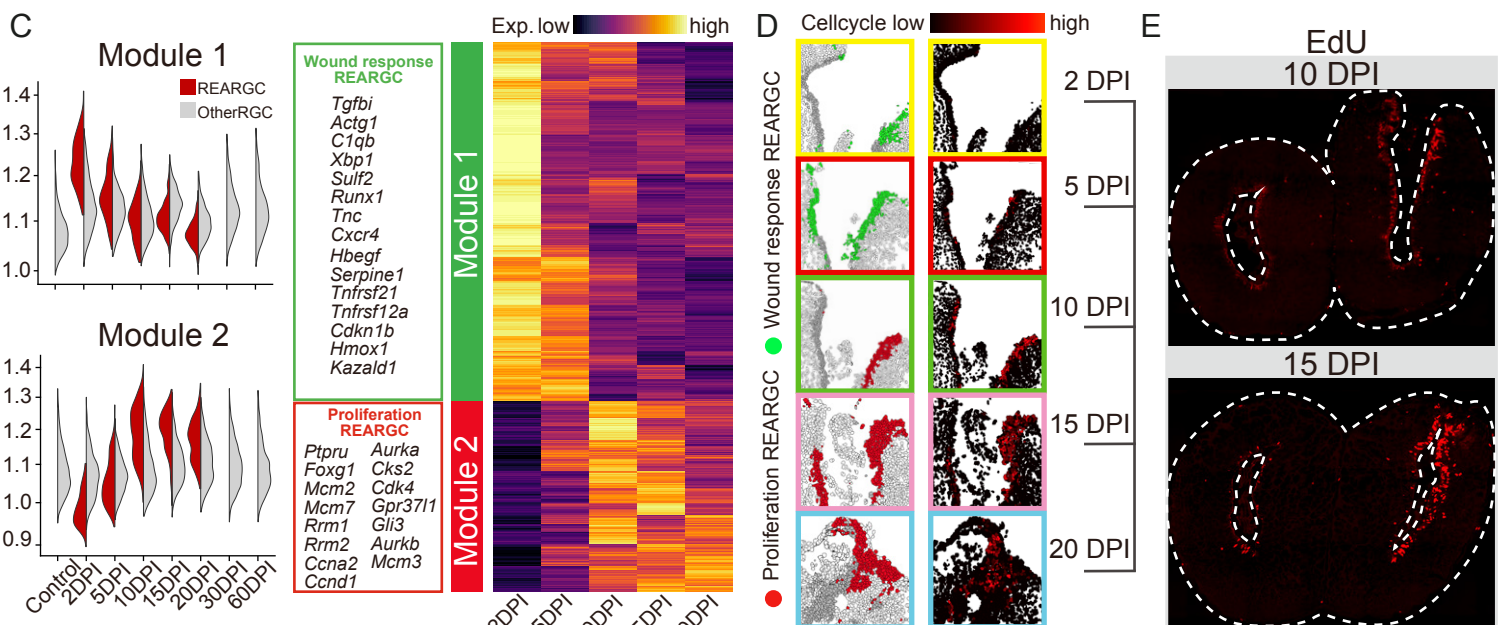 C
Module 1
REARGC
OtherRGC
1.4
1.3
1.2
1.1
1.0
Module 2
1.4
1.3
1.2
1.1
1.0
0.9
Control
2DPI
5DPI
10DPI
15DPI
20DPI
30DPI
60DPI
Wound response
REARGC
Tgfbi
Actg1
C1qb
Xbp1
Sulf2
Runx1
Tnc
Cxcr4
Hbegf
Serpine1
Tnfrsf21
Tnfrsf12a
Cdkn1b
Hmox1
Kazald1
Proliferation
REARGC
Ptpru Aurka
Foxg1 Cks2
Mcm2 Cdk4
Mcm7 Gpr37l1
Rrm1 Gli3
Rrm2 Aurkb
Ccna2 Mcm3
Ccnd1
Exp. low high
Module 1
Module 2
D
Cellcycle low high
Wound response REARGC
Proliferation REARGC
2 DPI
5 DPI
10 DPI
15 DPI
20 DPI
E
EdU
10 DPI
15 DPI